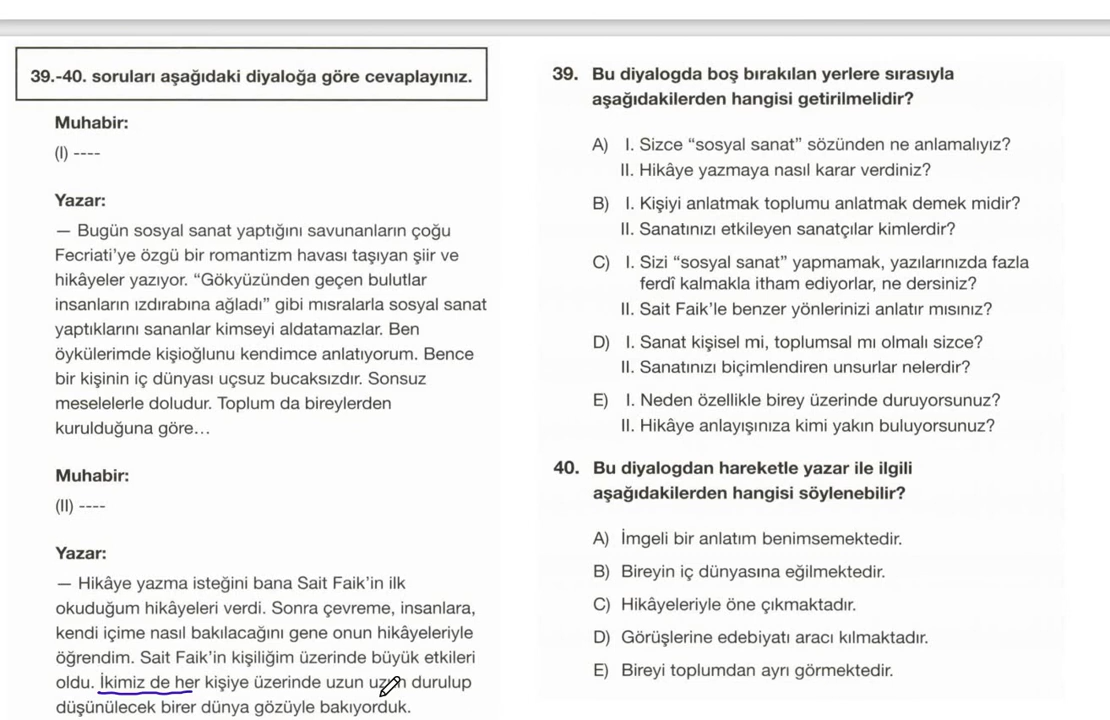 39.-40. soruları aşağıdaki diyaloğa göre cevaplayınız.
Muhabir:
(I) ----
Yazar:
— Bugün sosyal sanat yaptığını savunanların çoğu
Fecriati’ye özgü bir romantizm havası taşıyan şiir ve
hikâyeler yazıyor. “Gökyüzünden geçen bulutlar
insanların ızdırabına ağladı” gibi mısralarla sosyal sanat
yaptıklarını sananlar kimseyi aldatamazlar. Ben
öykülerimde kişioğlunu kendimce anlatıyorum. Bence
bir kişinin iç dünyası uçsuz bucaksızdır. Sonsuz
meselelerle doludur. Toplum da bireylerden
kurulduğuna göre...
Muhabir:
(II) ----
Yazar:
— Hikâye yazma isteğini bana Sait Faik’in ilk
okuduğum hikâyeleri verdi. Sonra çevreme, insanlara,
kendi içime nasıl bakılacağını gene onun hikâyeleriyle
öğrendim. Sait Faik’in kişiliğim üzerinde büyük etkileri
oldu. İkimiz de her kişiye üzerinde uzun uzun durulup
düşünülecek birer dünya gözüyle bakıyorduk.
39. Bu diyalogda boş bırakılan yerlere sırasıyla
aşağıdakilerden hangisi getirilmelidir?
A) I. Sizce “sosyal sanat” sözünden ne anlamalıyız?
II. Hikâye yazmaya nasıl karar verdiniz?
B) I. Kişiyi anlatmak toplumu anlatmak demek midir?
II. Sanatınızı etkileyen sanatçılar kimlerdir?
C) I. Sizi “sosyal sanat” yapmamak, yazılarınızda fazla
ferdî kalmakla itham ediyorlar, ne dersiniz?
II. Sait Faik’le benzer yönlerinizi anlatır mısınız?
D) I. Sanat kişisel mi, toplumsal mı olmalı sizce?
II. Sanatınızı biçimlendiren unsurlar nelerdir?
E) I. Neden özellikle birey üzerinde duruyorsunuz?
II. Hikâye anlayışınıza kimi yakın buluyorsunuz?
40. Bu diyalogdan hareketle yazar ile ilgili
aşağıdakilerden hangisi söylenebilir?
A) İmgeli bir anlatım benimsemektedir.
B) Bireyin iç dünyasına eğilmektedir.
C) Hikâyeleriyle öne çıkmaktadır.
D) Görüşlerine edebiyatı aracı kılmaktadır.
E) Bireyi toplumdan ayrı görmektedir.